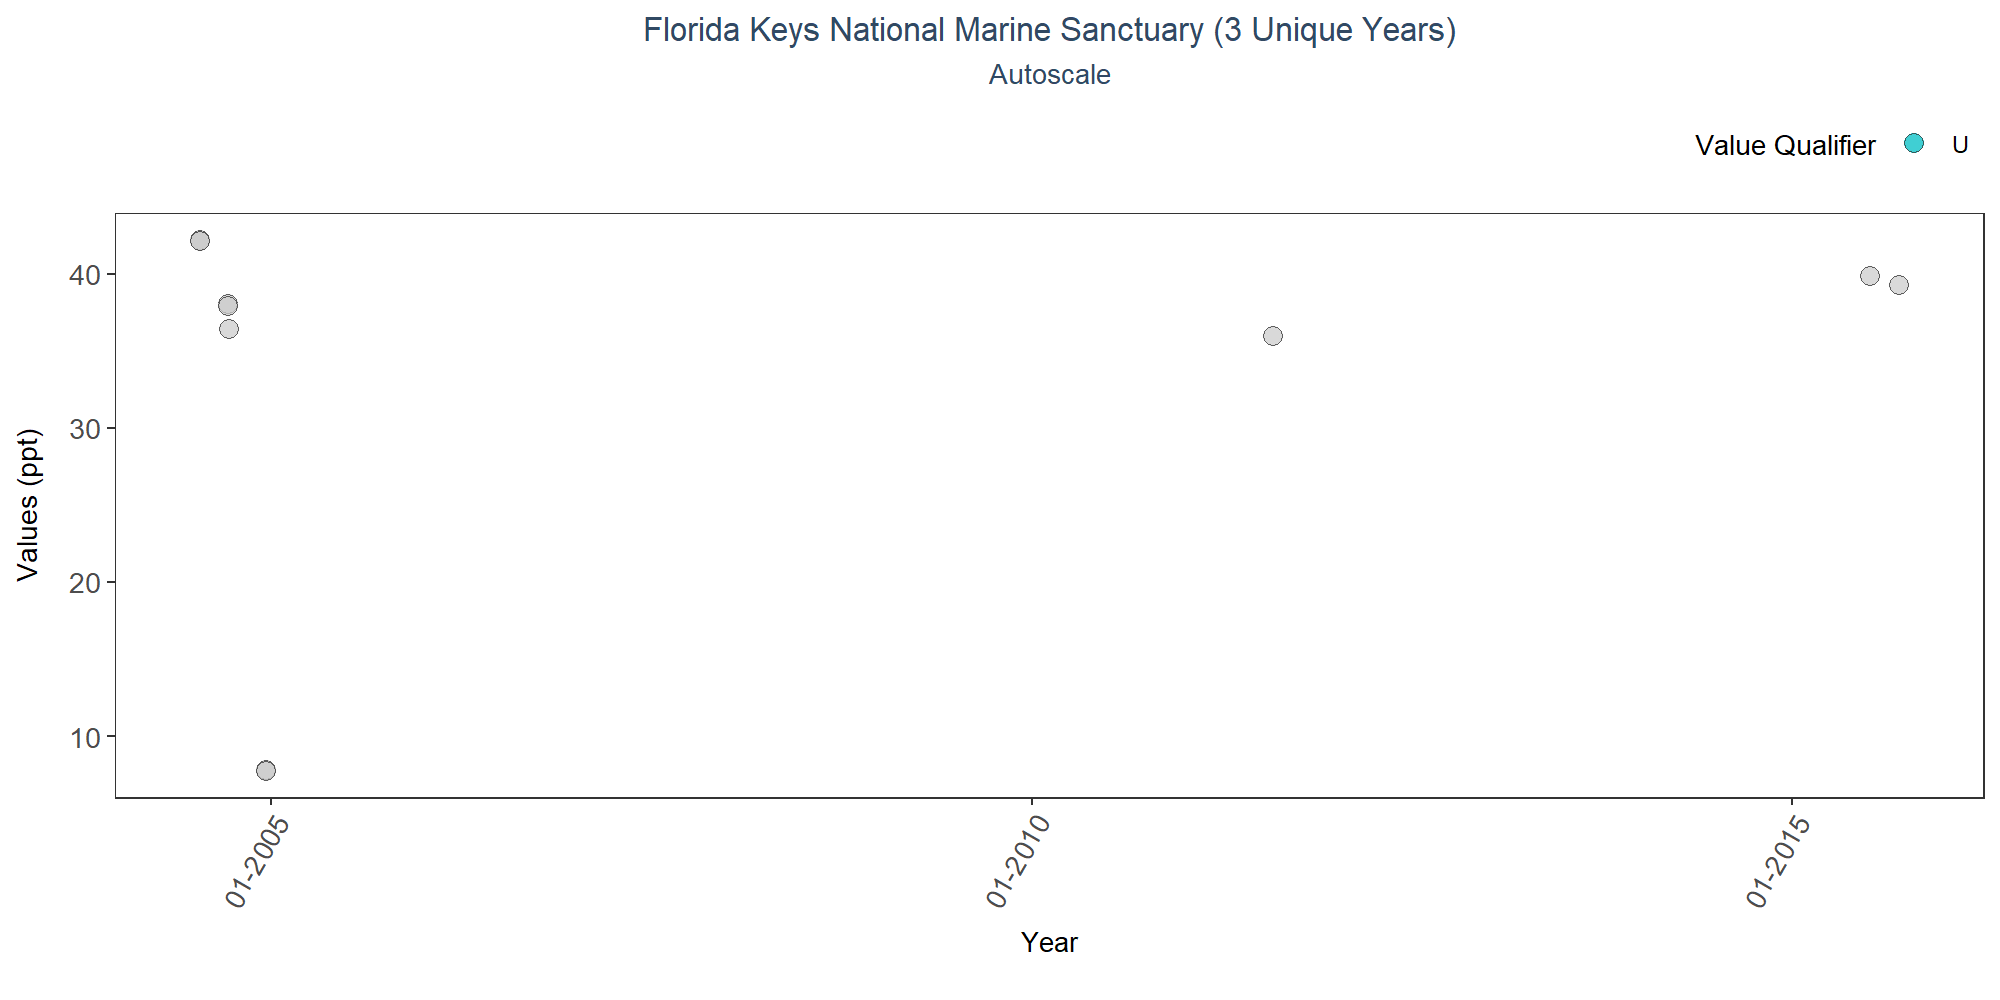 Florida Keys National Marine Sanctuary (3 Unique Years)
Autoscale
Value Qualifier U
Values (ppt)
40
30
20
10
01-2005
01-2010
01-2015
Year